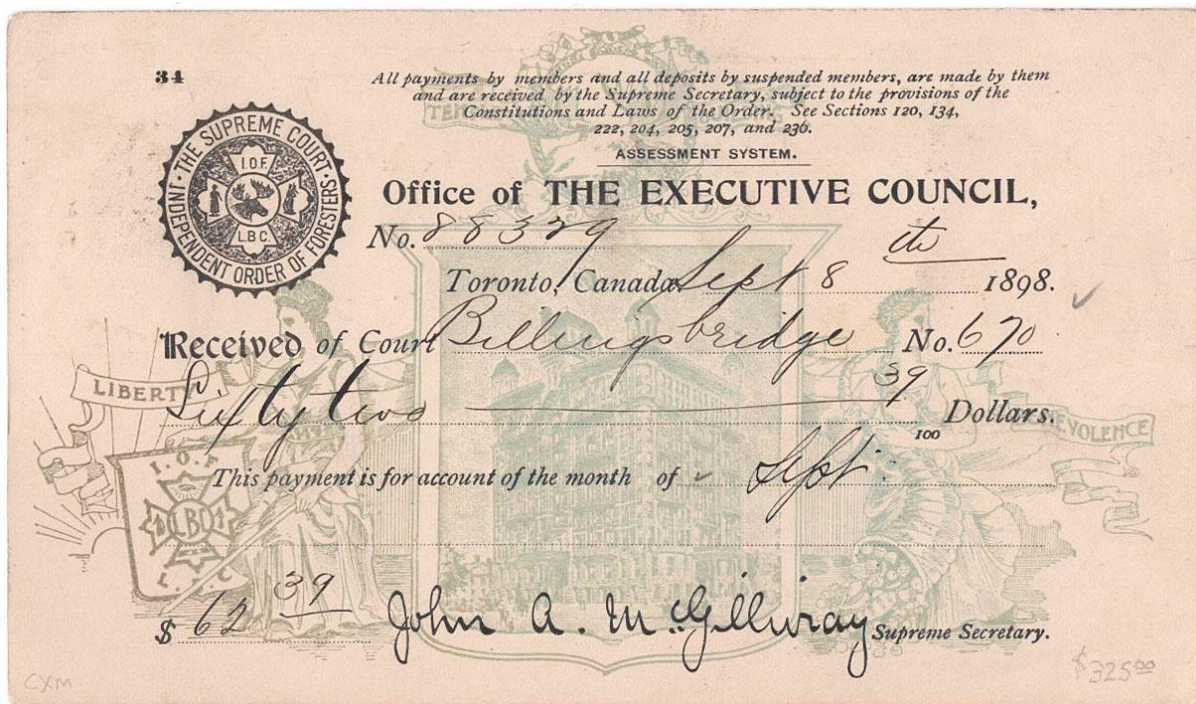 34
All payments by members and all deposits by suspended members, are made by them
and are received by the Supreme Secretary, subject to the provisions of the
Constitutions and Laws of the Order. See Sections 120, 134,
222, 204, 205, 207, and 236.
ASSESSMENT SYSTEM.
THE SUPREME COURT · INDEPENDENT ORDER OF FORESTERS ·
I.O.F.
L.B.C.
Office of THE EXECUTIVE COUNCIL,
No. 88329
Toronto, Canada Sept 8 th 1898.
Received of Court Billingsbridge No. 670
LIBERTY
Sixty two 39/100 Dollars.
BENEVOLENCE
I.O.F.
This payment is for account of the month of Sept.
LBC
L. C
$ 62 39 John A. McGillivray Supreme Secretary.
CXM
$325 00